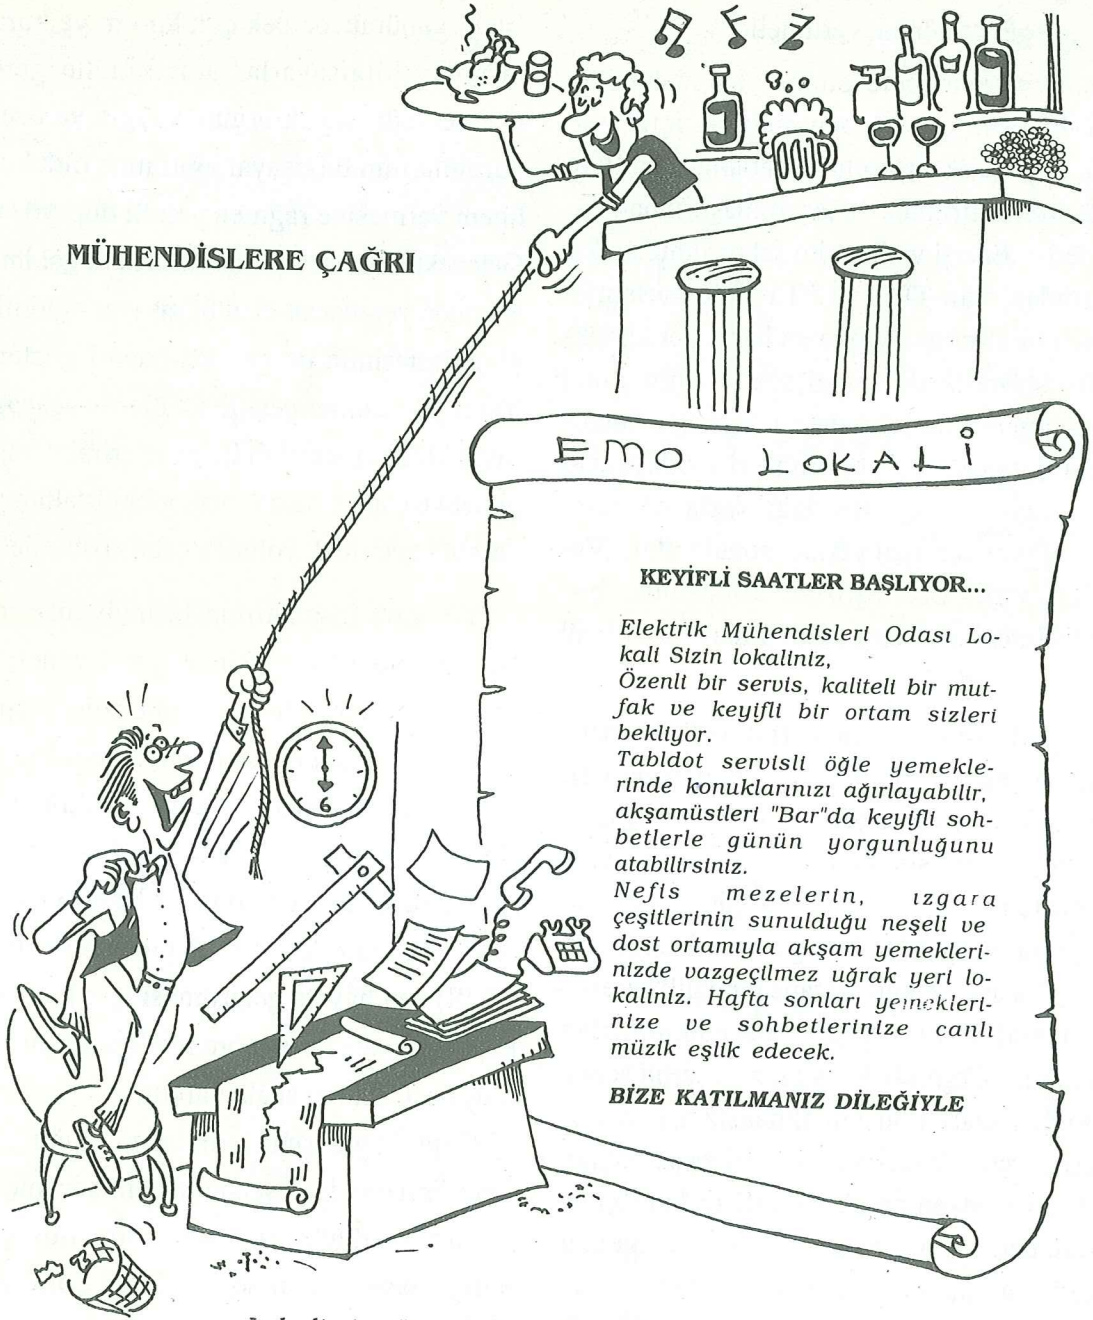 MÜHENDİSLERE ÇAĞRI
EMO LOKALİ
KEYİFLİ SAATLER BAŞLIYOR...
Elektrik Mühendisleri Odası Lo-
kali Sizin lokaliniz,
Özenli bir servis, kaliteli bir mut-
fak ve keyifli bir ortam sizleri
bekliyor.
Tabldot servisli öğle yemekle-
rinde konuklarınızı ağırlayabilir,
akşamüstleri "Bar"da keyifli soh-
betlerle günün yorgunluğunu
atabilirsiniz.
Nefis mezelerin, ızgara
çeşitlerinin sunulduğu neşeli ve
dost ortamıyla akşam yemekleri-
nizde vazgeçilmez uğrak yeri lo-
kaliniz. Hafta sonları yemekleri-
nize ve sohbetlerinize canlı
müzik eşlik edecek.
BİZE KATILMANIZ DİLEĞİYLE
6